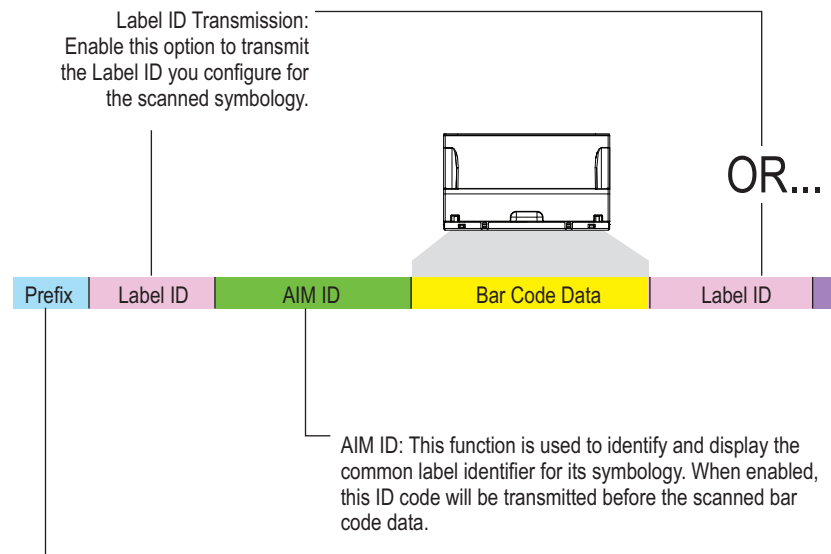 Label ID Transmission:
Enable this option to transmit
the Label ID you configure for
the scanned symbology.
OR...
Prefix Label ID AIM ID Bar Code Data Label ID
AIM ID: This function is used to identify and display the
common label identifier for its symbology. When enabled,
this ID code will be transmitted before the scanned bar
code data.